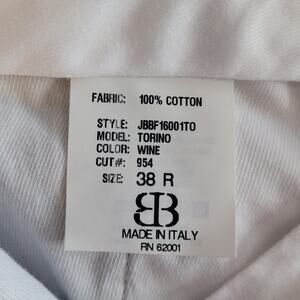 FABRIC: 100% COTTON
STYLE: JBBF16001TO
MODEL: TORINO
COLOR: WINE
CUT#: 954
SIZE: 38 R
BB
MADE IN ITALY
RN 62001